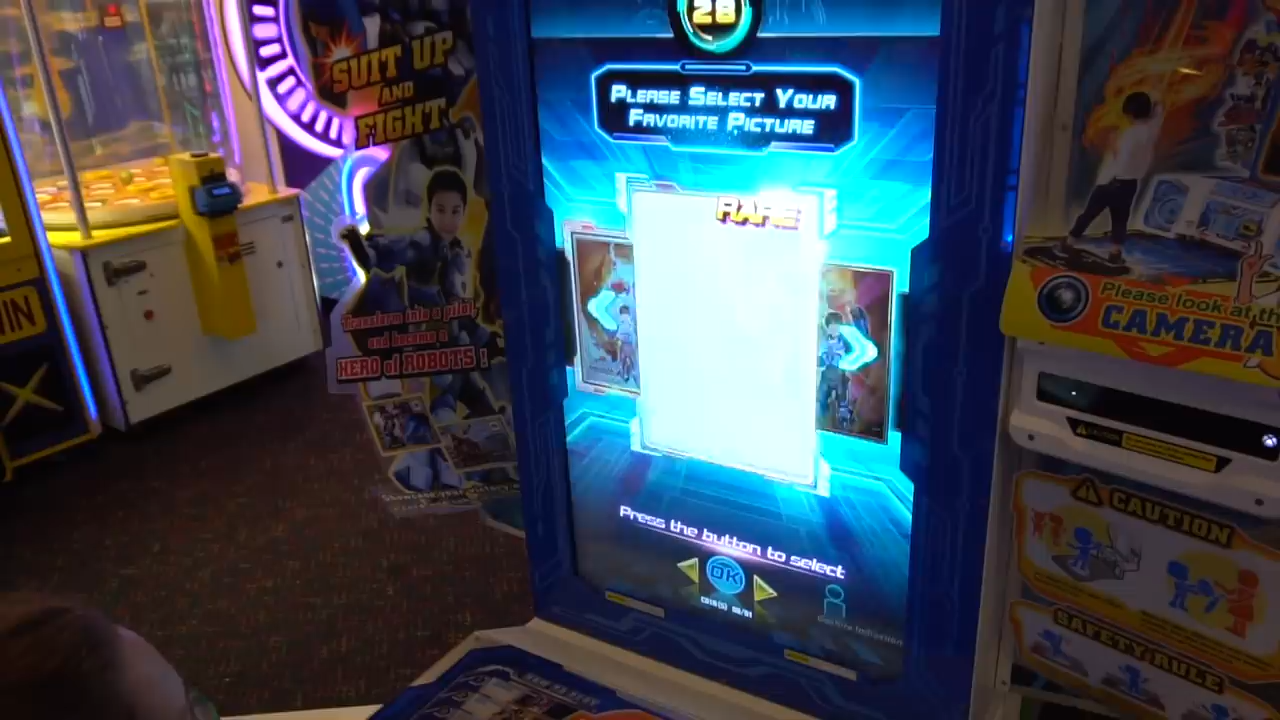 28
SUIT UP
AND
FIGHT
PLEASE SELECT YOUR
FAVORITE PICTURE
RARE
Transform into a pilot,
and become a
HERO of ROBOTS!
WIN
Please look at the
CAMERA
CAUTION
CAUTION
SAFETY RULE
Press the button to select
OK